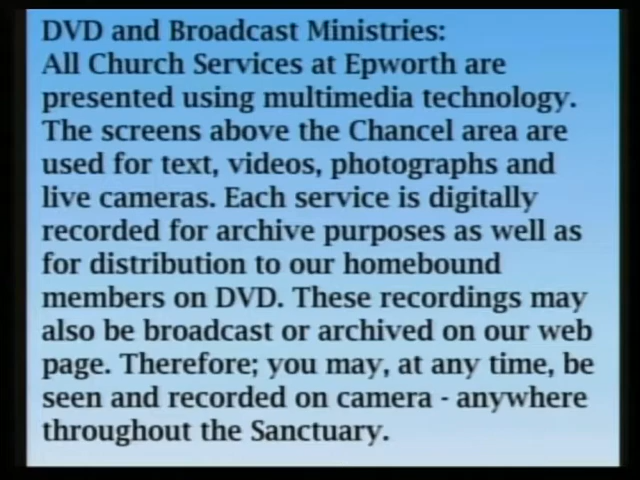 DVD and Broadcast Ministries:
All Church Services at Epworth are
presented using multimedia technology.
The screens above the Chancel area are
used for text, videos, photographs and
live cameras. Each service is digitally
recorded for archive purposes as well as
for distribution to our homebound
members on DVD. These recordings may
also be broadcast or archived on our web
page. Therefore; you may, at any time, be
seen and recorded on camera - anywhere
throughout the Sanctuary.